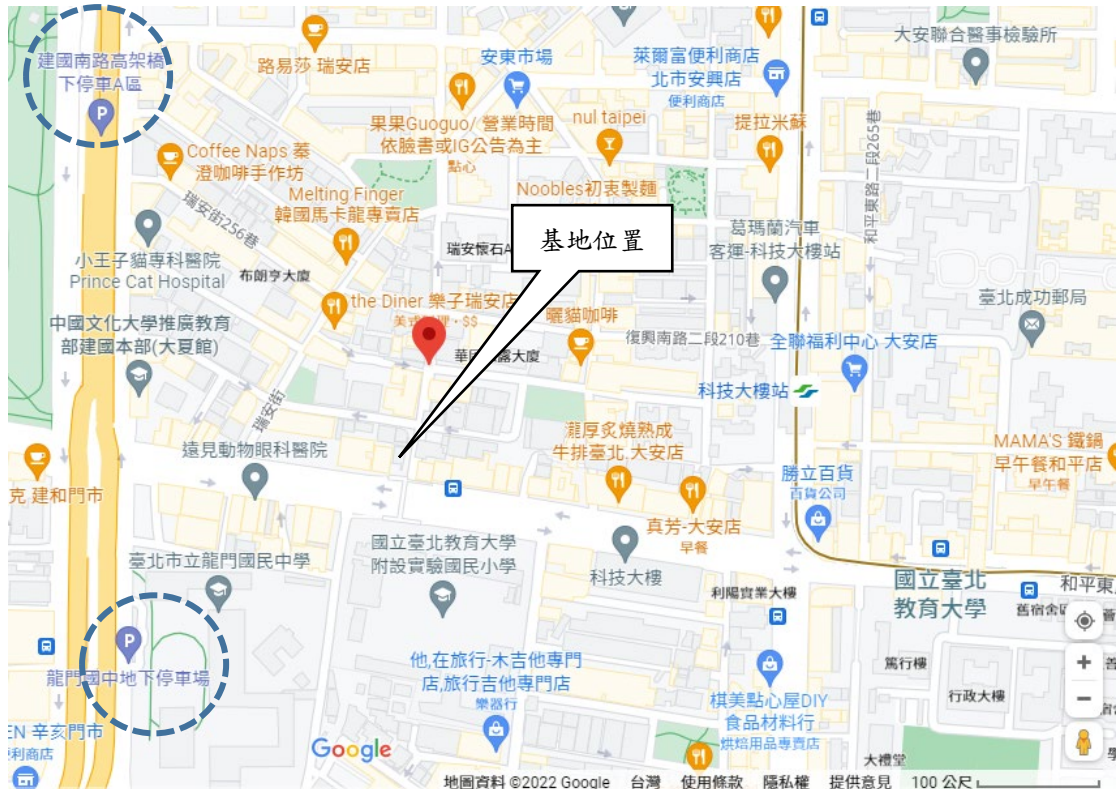 建國南路高架橋
下停車A區
路易莎 瑞安店
安東市場
萊爾富便利商店
北市安興店
便利商店
大安聯合醫事檢驗所
果果Guoguo/ 營業時間
依臉書或IG公告為主
點心
nul taipei
提拉米蘇
和平東路二段265巷
Coffee Naps 蓁
澄咖啡手作坊
Melting Finger
韓國馬卡龍專賣店
Noobles初衷製麵
瑞安街256巷
基地位置
葛瑪蘭汽車
客運-科技大樓站
小王子貓專科醫院
Prince Cat Hospital
布朗亨大廈
瑞安懷石A
臺北成功郵局
the Diner 樂子瑞安店
曬貓咖啡
中國文化大學推廣教育
部建國本部(大夏館)
復興南路二段210巷
全聯福利中心 大安店
科技大樓站
瑞安街
遠見動物眼科醫院
瀧厚炙燒熟成
牛排臺北.大安店
MAMA'S 鐵鍋
早午餐和平店
早午餐
勝立百貨
百貨公司
克 建和門市
真芳-大安店
早餐
臺北市立龍門國民中學
國立臺北教育大學
附設實驗國民小學
科技大樓
利陽實業大樓
國立臺北
教育大學
和平東
舊宿舍
龍門國中地下停車場
他,在旅行-木吉他專門
店,旅行吉他專門店
樂器行
篤行樓
行政大樓
棋美點心屋DIY
食品材料行
烘焙用品專賣店
EN 辛亥門市
便利商店
大禮堂
Google
地圖資料 ©2022 Google 台灣 使用條款 隱私權 提供意見 100 公尺